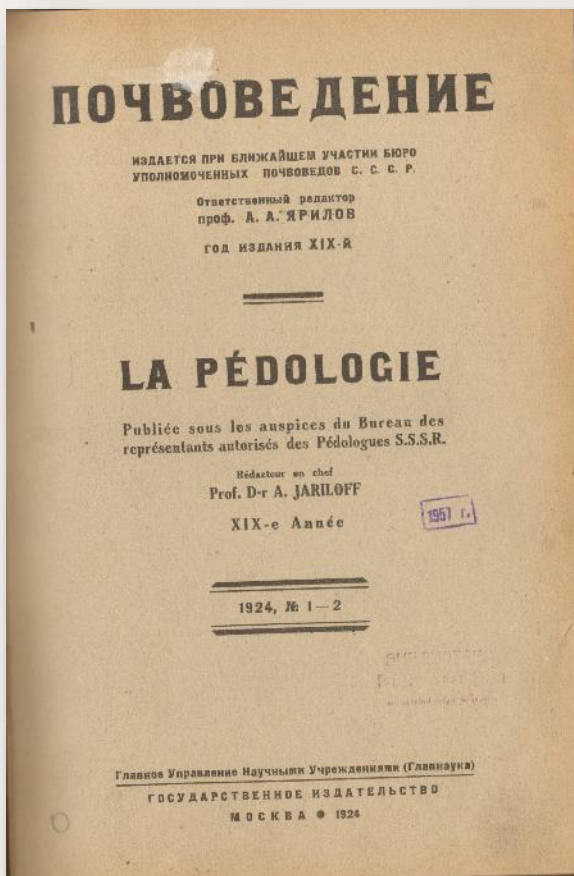 ПОЧВОВЕДЕНИЕ
ИЗДАЕТСЯ ПРИ БЛИЖАЙШЕМ УЧАСТИИ БЮРО
УПОЛНОМОЧЕННЫХ ПОЧВОВЕДОВ С. С. С. Р.
Ответственный редактор
проф. А. А. ЯРИЛОВ
ГОД ИЗДАНИЯ XIX-й
LA PÉDOLOGIE
Publiée sous les auspices du Bureau des
représentants autorisés des Pédologues S.S.S.R.
Rédacteur en chef
Prof. D-r A. JARILOFF
XIX-e Année
1957 г.
1924, № 1—2
Главное Управление Научными Учреждениями (Главнаука)
ГОСУДАРСТВЕННОЕ ИЗДАТЕЛЬСТВО
МОСКВА ● 1924